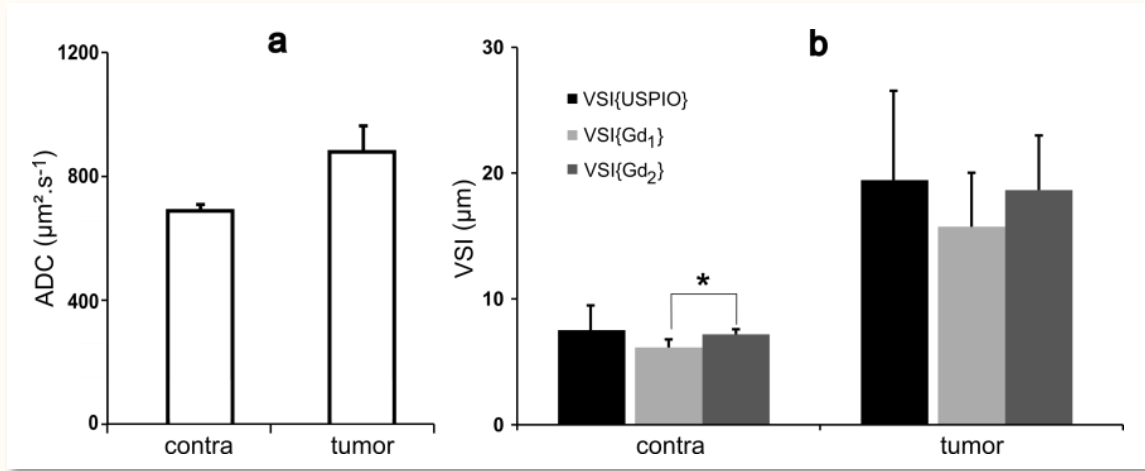 a
ADC (µm².s⁻¹)
1200
800
400
0
contra
tumor
b
VSI (µm)
30
20
10
0
VSI{USPIO}
VSI{Gd₁}
VSI{Gd₂}
*
contra
tumor